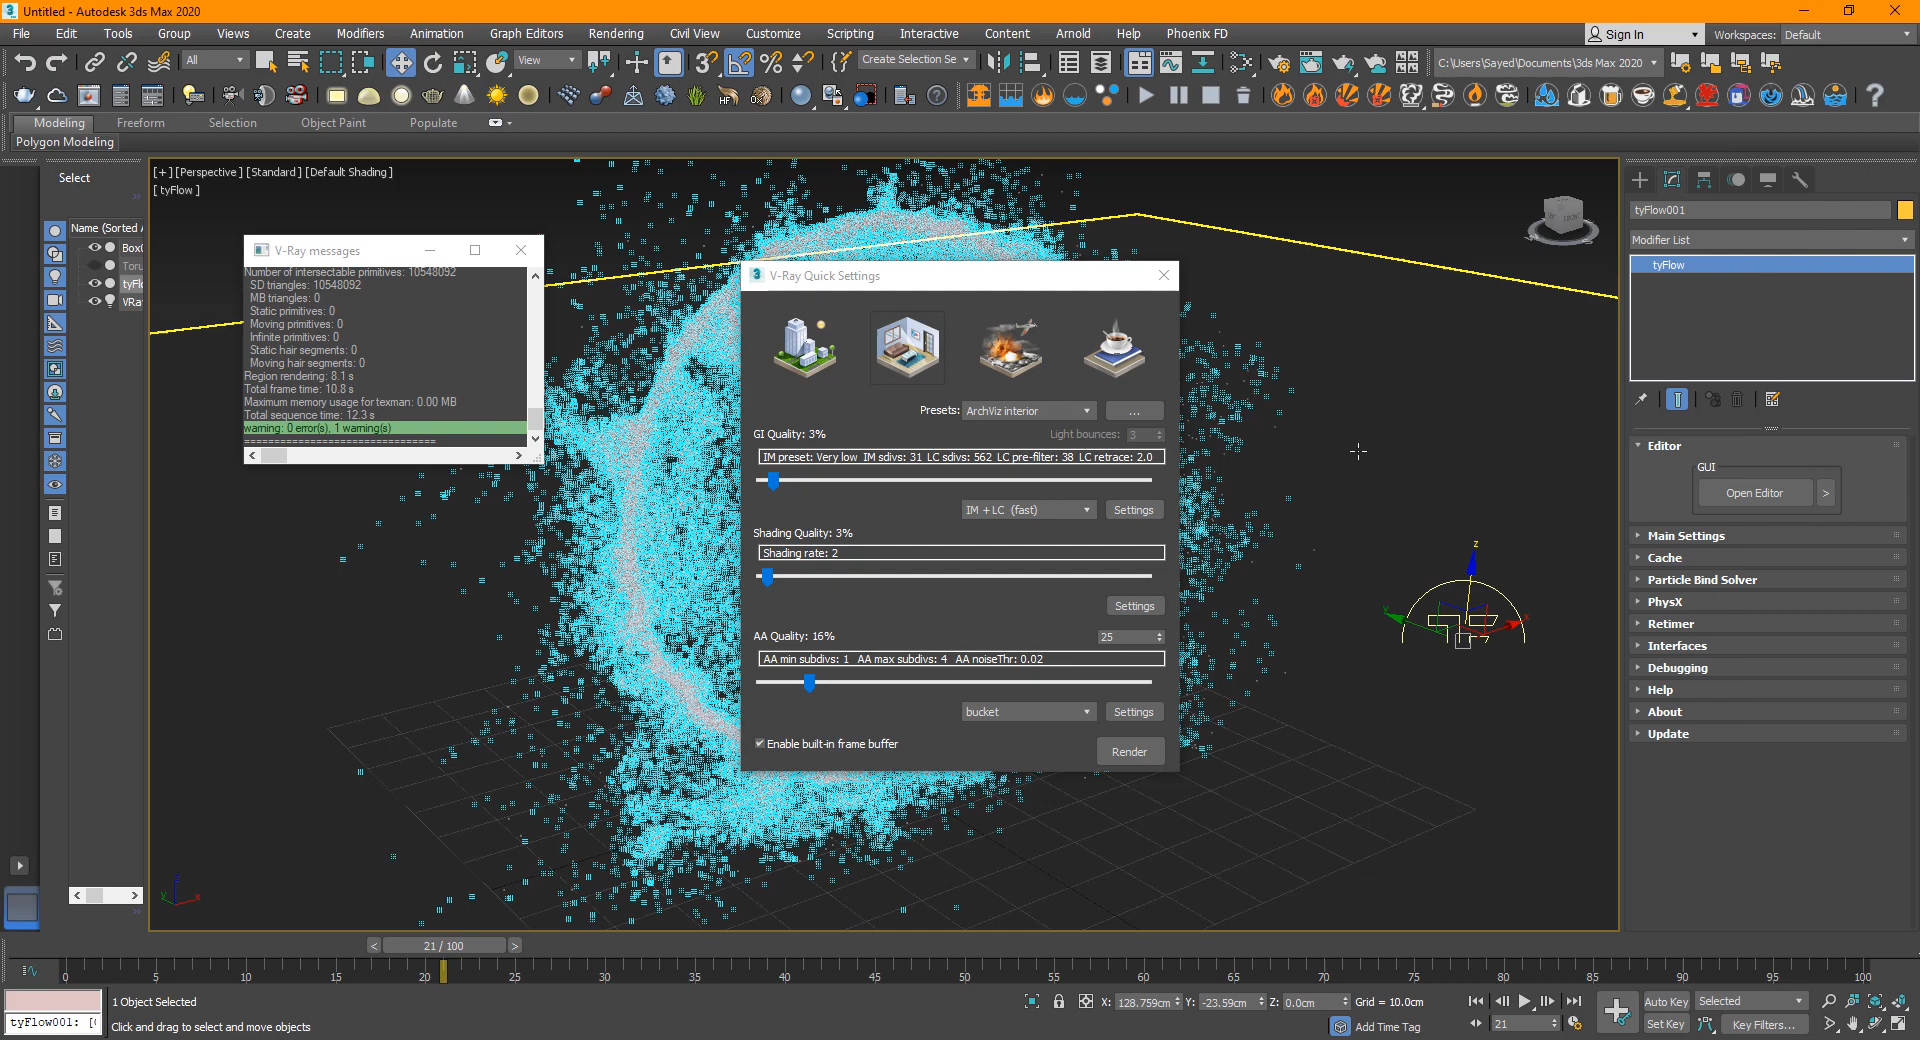 Untitled - Autodesk 3ds Max 2020
File Edit Tools Group Views Create Modifiers Animation Graph Editors Rendering Civil View Customize Scripting Interactive Content Arnold Help Phoenix FD
Sign In Workspaces: Default
All View Create Selection Se C:\Users\Sayed\Documents\3ds Max 2020
Modeling Freeform Selection Object Paint Populate
Polygon Modeling
Select
Name (Sorted A
Box0
Toru
tyFlo
VRay
[+] [Perspective] [Standard] [Default Shading]
[ tyFlow ]
V-Ray messages
Number of intersectable primitives: 10548092
SD triangles: 10548092
MB triangles: 0
Static primitives: 0
Moving primitives: 0
Infinite primitives: 0
Static hair segments: 0
Moving hair segments: 0
Region rendering: 8.1 s
Total frame time: 10.8 s
Maximum memory usage for texman: 0.00 MB
Total sequence time: 12.3 s
warning: 0 error(s), 1 warning(s)
==============================
V-Ray Quick Settings
Presets: ArchViz interior ...
GI Quality: 3% Light bounces: 3
IM preset: Very low IM sdivs: 31 LC sdivs: 562 LC pre-filter: 38 LC retrace: 2.0
IM + LC (fast) Settings
Shading Quality: 3%
Shading rate: 2
Settings
AA Quality: 16% 25
AA min subdivs: 1 AA max subdivs: 4 AA noiseThr: 0.02
bucket Settings
Enable built-in frame buffer
Render
FRONT
z
y
x
tyFlow001
Modifier List
tyFlow
Editor
GUI
Open Editor >
Main Settings
Cache
Particle Bind Solver
PhysX
Retimer
Interfaces
Debugging
Help
About
Update
< 21 / 100 >
0 5 10 15 20 25 30 35 40 45 50 55 60 65 70 75 80 85 90 95 100
1 Object Selected
X: 128.759cm Y: -23.59cm Z: 0.0cm Grid = 10.0cm
Auto Key Selected
tyFlow001: [(
Click and drag to select and move objects
Add Time Tag
21
Set Key Key Filters...